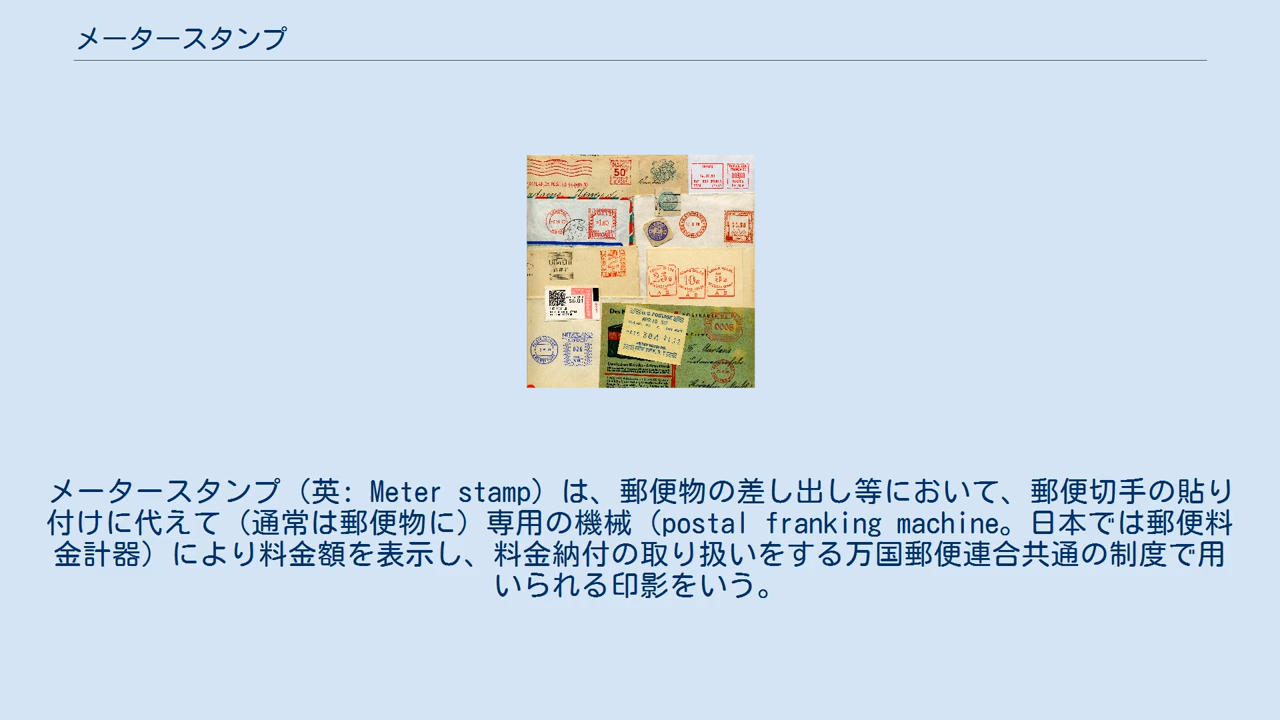 メータースタンプ
50
25
10
5
0008
メータースタンプ（英: Meter stamp）は、郵便物の差し出し等において、郵便切手の貼り
付けに代えて（通常は郵便物に）専用の機械（postal franking machine。日本では郵便料
金計器）により料金額を表示し、料金納付の取り扱いをする万国郵便連合共通の制度で用
いられる印影をいう。